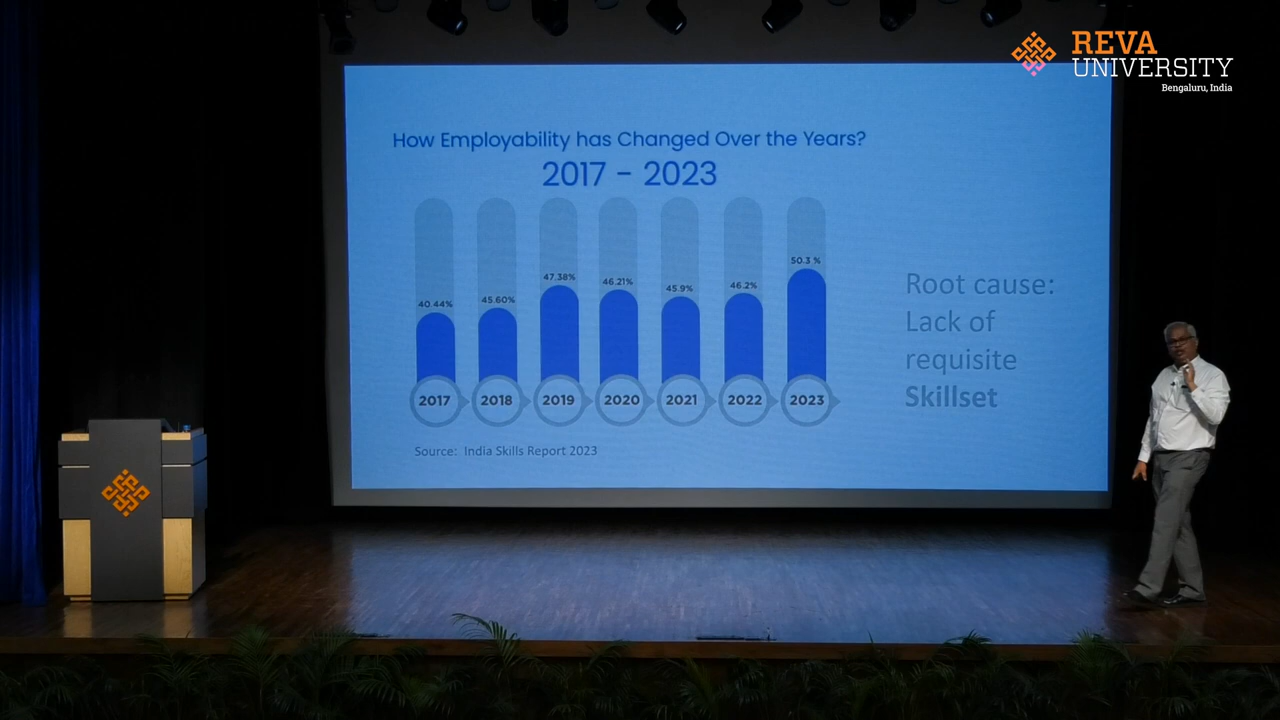 REVA
UNIVERSITY
Bengaluru, India
How Employability has Changed Over the Years?
2017 - 2023
40.44%
45.60%
47.38%
46.21%
45.9%
46.2%
50.3 %
2017
2018
2019
2020
2021
2022
2023
Source: India Skills Report 2023
Root cause:
Lack of
requisite
Skillset